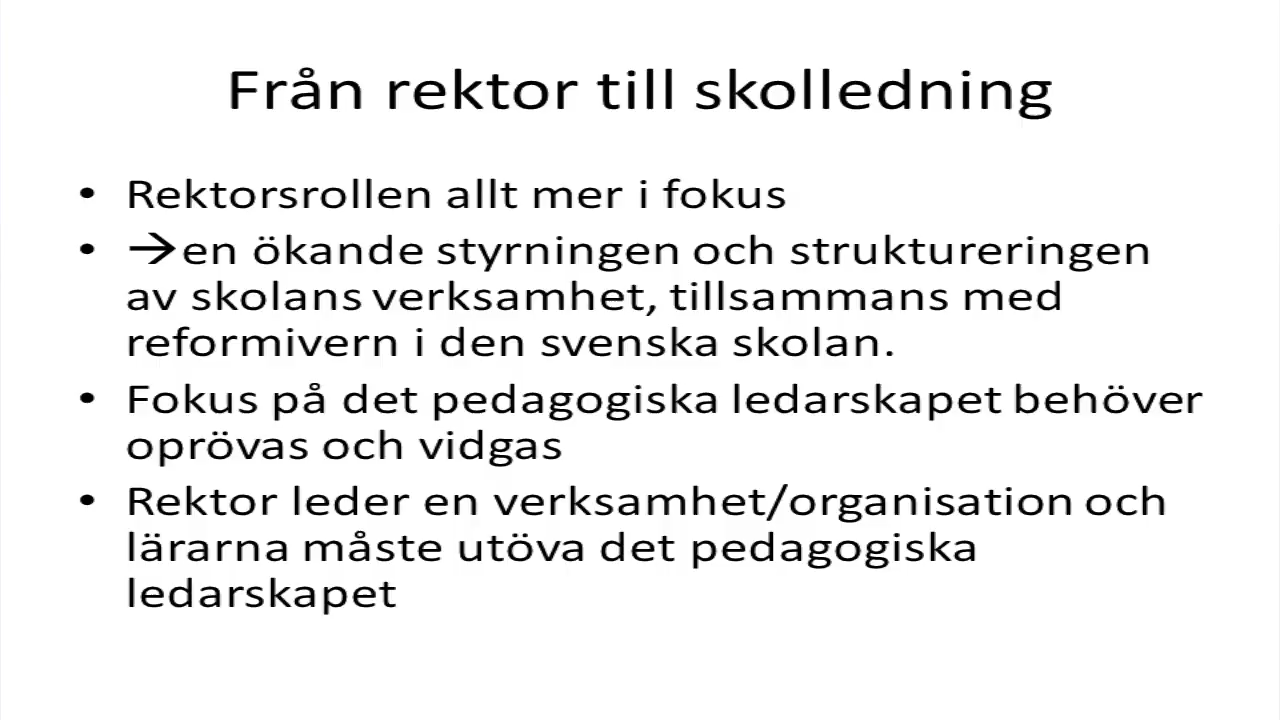 Från rektor till skolledning
• Rektorsrollen allt mer i fokus
• →en ökande styrningen och struktureringen
av skolans verksamhet, tillsammans med
reformivern i den svenska skolan.
• Fokus på det pedagogiska ledarskapet behöver
oprövas och vidgas
• Rektor leder en verksamhet/organisation och
lärarna måste utöva det pedagogiska
ledarskapet